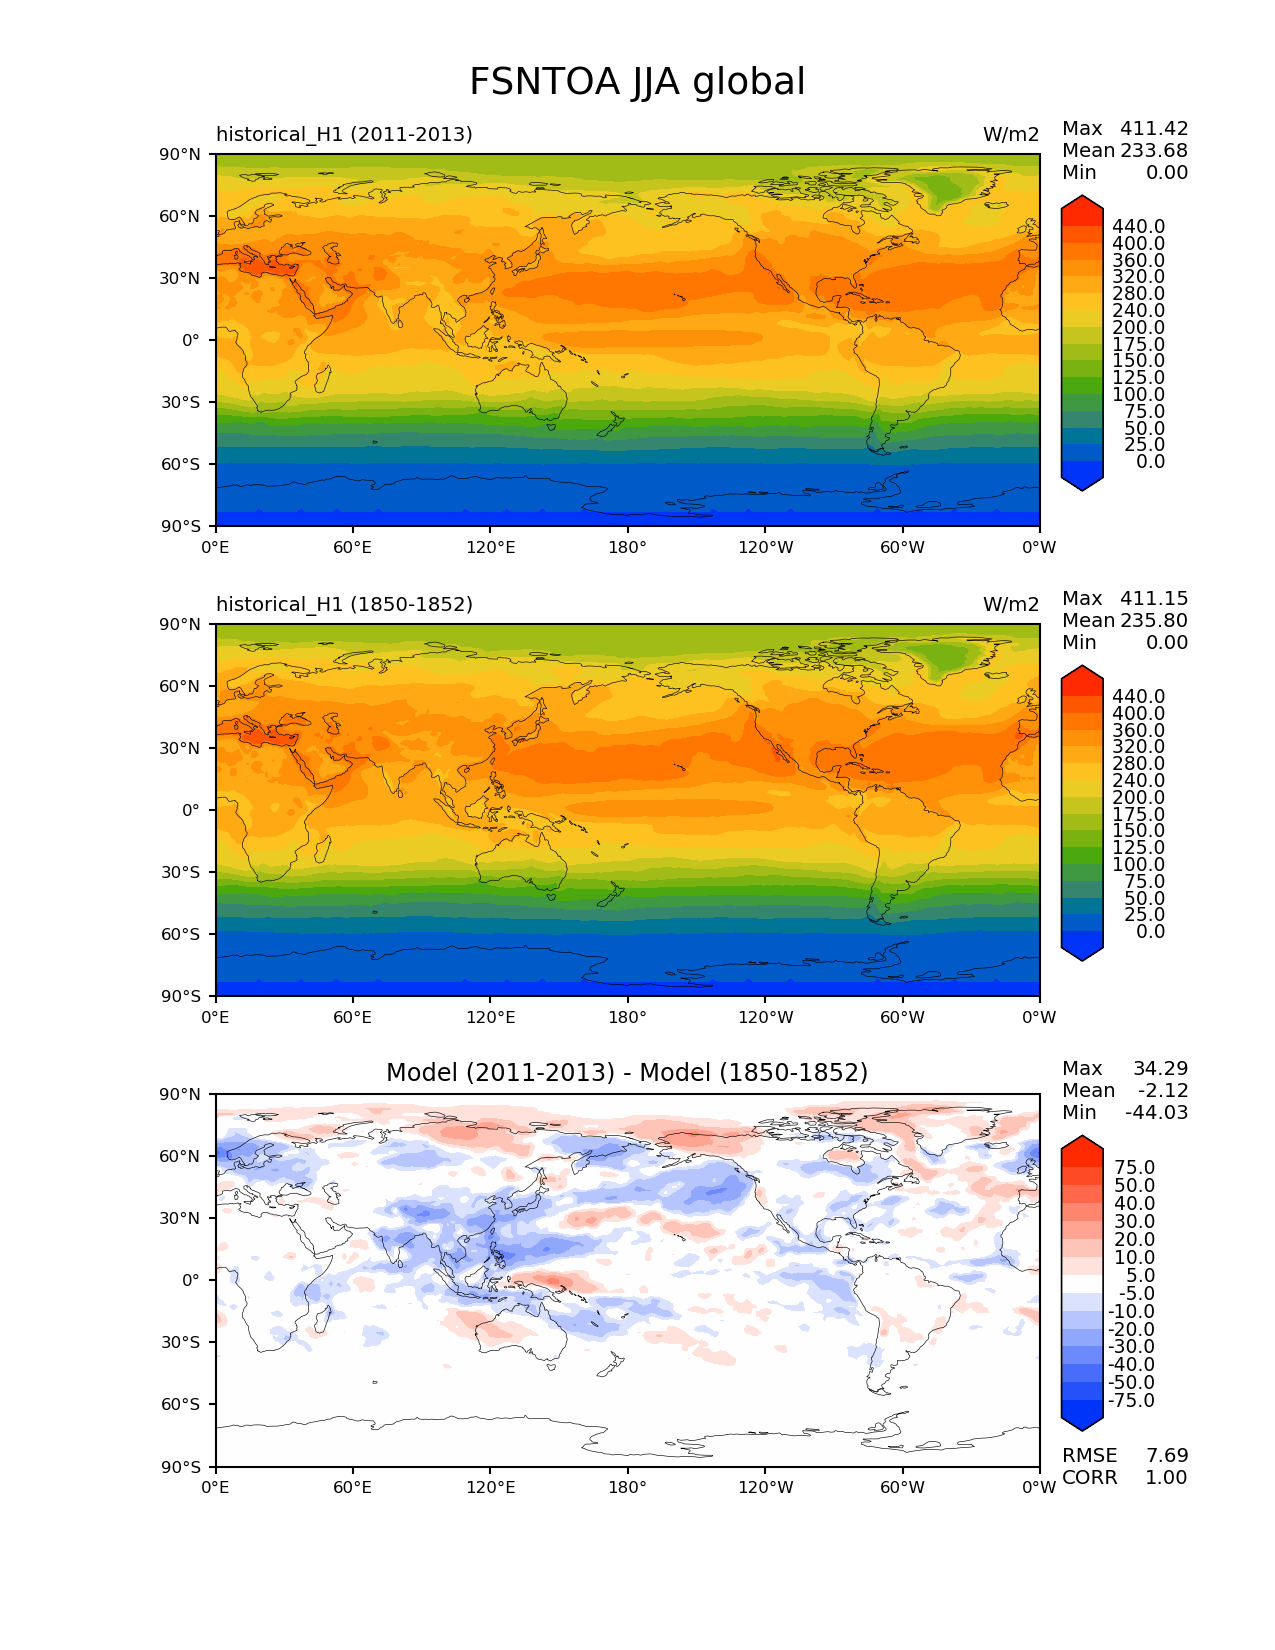 FSNTOA JJA global
historical_H1 (2011-2013) W/m2
Max 411.42
Mean 233.68
Min 0.00
90°N
60°N
30°N
0°
30°S
60°S
90°S
0°E 60°E 120°E 180° 120°W 60°W 0°W
440.0
400.0
360.0
320.0
280.0
240.0
200.0
175.0
150.0
125.0
100.0
75.0
50.0
25.0
0.0
historical_H1 (1850-1852) W/m2
Max 411.15
Mean 235.80
Min 0.00
90°N
60°N
30°N
0°
30°S
60°S
90°S
0°E 60°E 120°E 180° 120°W 60°W 0°W
440.0
400.0
360.0
320.0
280.0
240.0
200.0
175.0
150.0
125.0
100.0
75.0
50.0
25.0
0.0
Model (2011-2013) - Model (1850-1852)
Max 34.29
Mean -2.12
Min -44.03
90°N
60°N
30°N
0°
30°S
60°S
90°S
0°E 60°E 120°E 180° 120°W 60°W 0°W
75.0
50.0
40.0
30.0
20.0
10.0
5.0
-5.0
-10.0
-20.0
-30.0
-40.0
-50.0
-75.0
RMSE 7.69
CORR 1.00